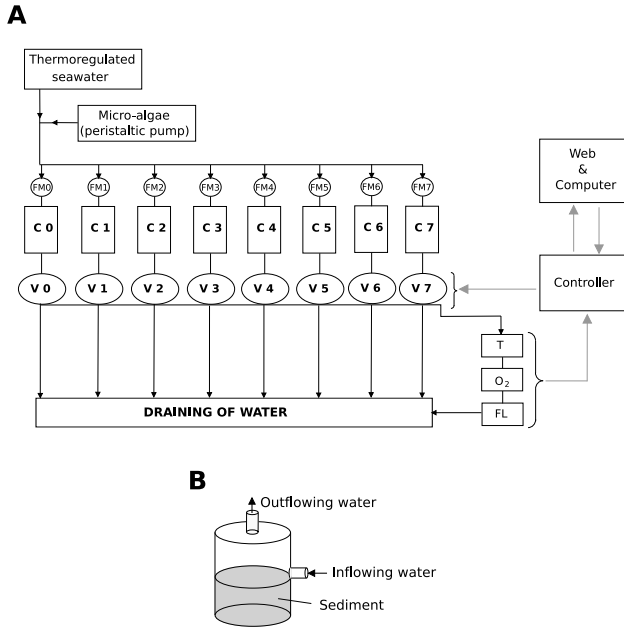 A
Thermoregulated
seawater
Micro-algae
(peristaltic pump)
FM0 FM1 FM2 FM3 FM4 FM5 FM6 FM7
C 0 C 1 C 2 C 3 C 4 C 5 C 6 C 7
V 0 V 1 V 2 V 3 V 4 V 5 V 6 V 7
Web
&
Computer
Controller
T
O₂
FL
DRAINING OF WATER
B
Outflowing water
Inflowing water
Sediment